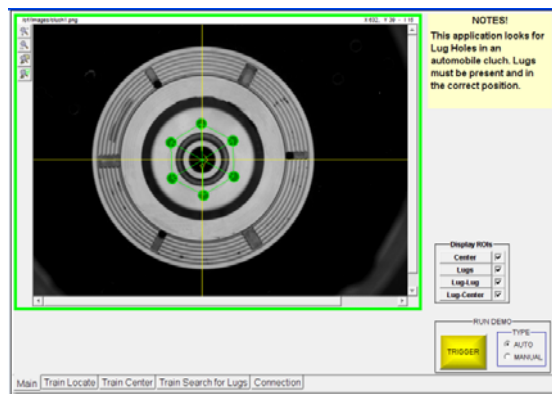 NOTES!
This application looks for
Lug Holes in an
automobile cluch. Lugs
must be present and in
the correct position.
Display ROIs
Center
Lugs
Lug-Lug
Lug-Center
RUN DEMO
TYPE
TRIGGER
AUTO
MANUAL
Main Train Locate Train Center Train Search for Lugs Connection